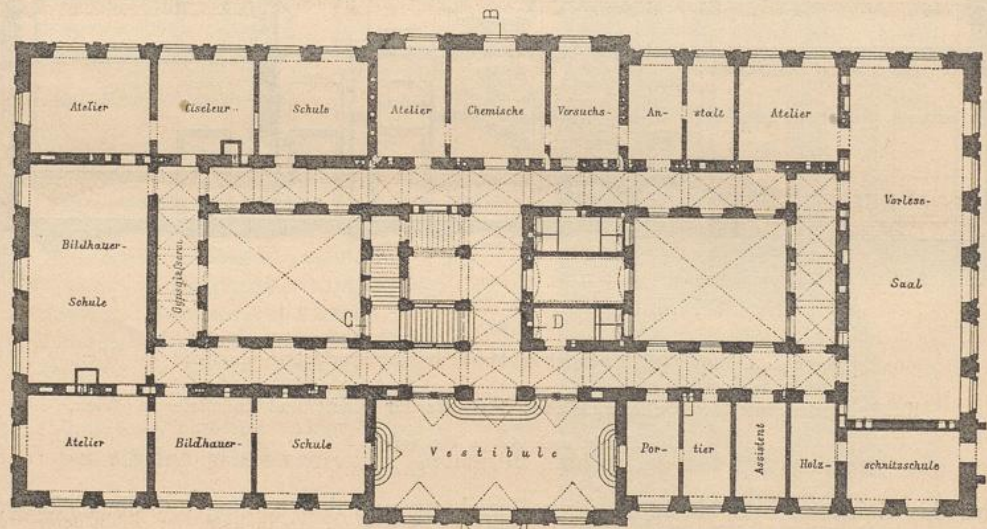 B
Atelier
Ciseleur-
Schule
Atelier
Chemische
Versuchs-
An-
stalt
Atelier
Vorlese-
Saal
Bildhauer-
Schule
Gypsgiesserei
C
D
Atelier
Bildhauer-
Schule
Vestibule
Por-
tier
Assistent
Holz-
schnitzschule